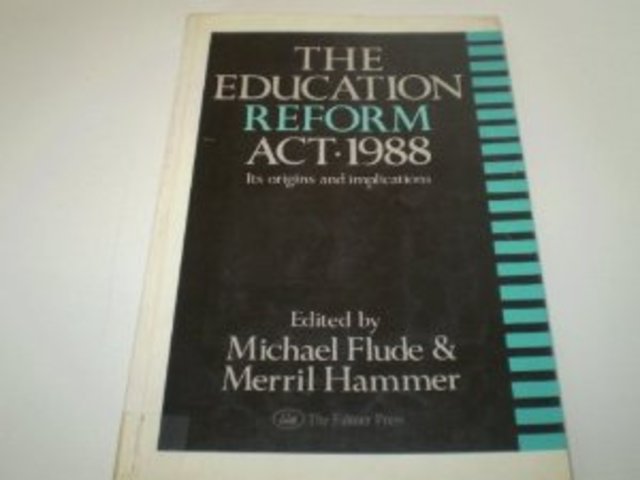 THE
EDUCATION
REFORM
ACT·1988
Its origins and implications
Edited by
Michael Flude &
Merril Hammer
The Falmer Press